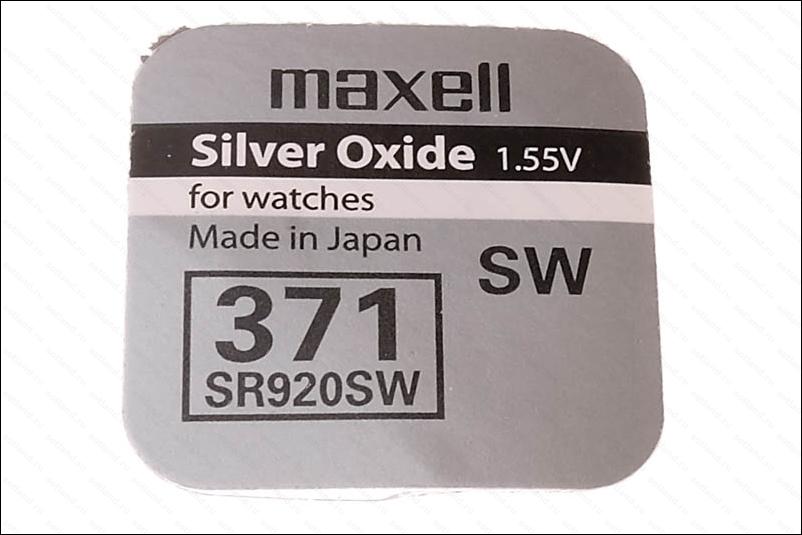 maxell
Silver Oxide 1.55V
for watches
Made in Japan
SW
371
SR920SW